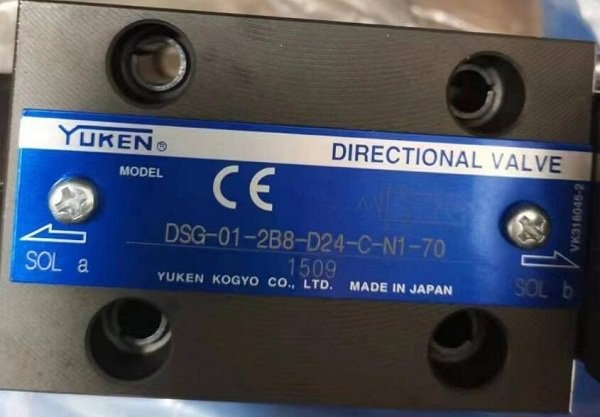 YUKEN®
DIRECTIONAL VALVE
MODEL
CE
DSG-01-2B8-D24-C-N1-70
1509
SOL a
SOL b
YUKEN KOGYO CO., LTD. MADE IN JAPAN
VK318045-2